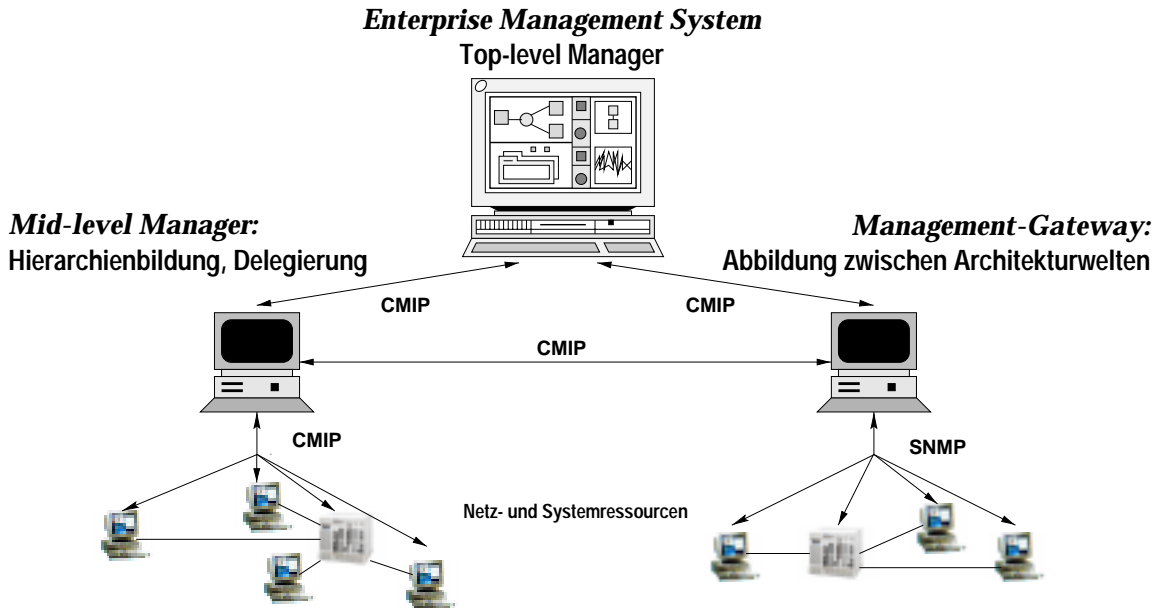 Enterprise Management System
Top-level Manager
Mid-level Manager:
Hierarchienbildung, Delegierung
Management-Gateway:
Abbildung zwischen Architekturwelten
CMIP
CMIP
CMIP
CMIP
SNMP
Netz- und Systemressourcen